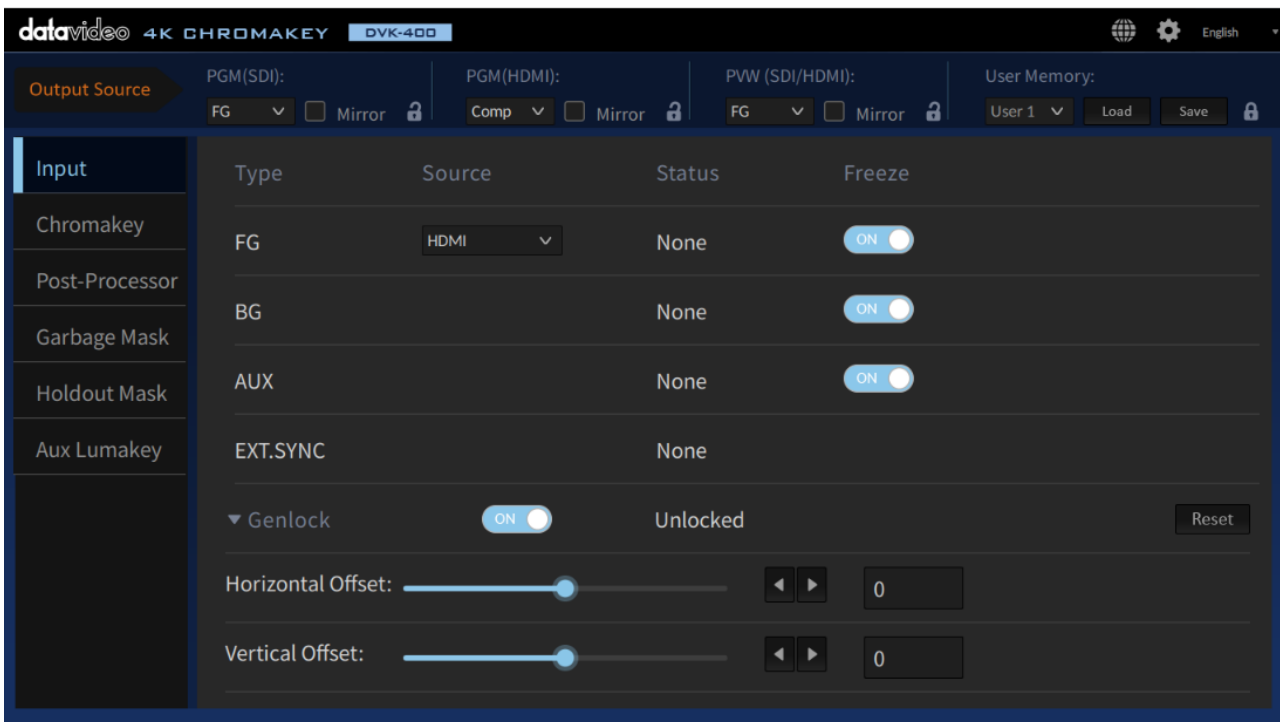 datavideo 4K CHROMAKEY DVK-400 English
Output Source
PGM(SDI): PGM(HDMI): PVW (SDI/HDMI): User Memory:
FG Mirror Comp Mirror FG Mirror User 1 Load Save
Input
Chromakey
Post-Processor
Garbage Mask
Holdout Mask
Aux Lumakey
Type Source Status Freeze
FG HDMI None ON
BG None ON
AUX None ON
EXT.SYNC None
Genlock ON Unlocked Reset
Horizontal Offset: 0
Vertical Offset: 0